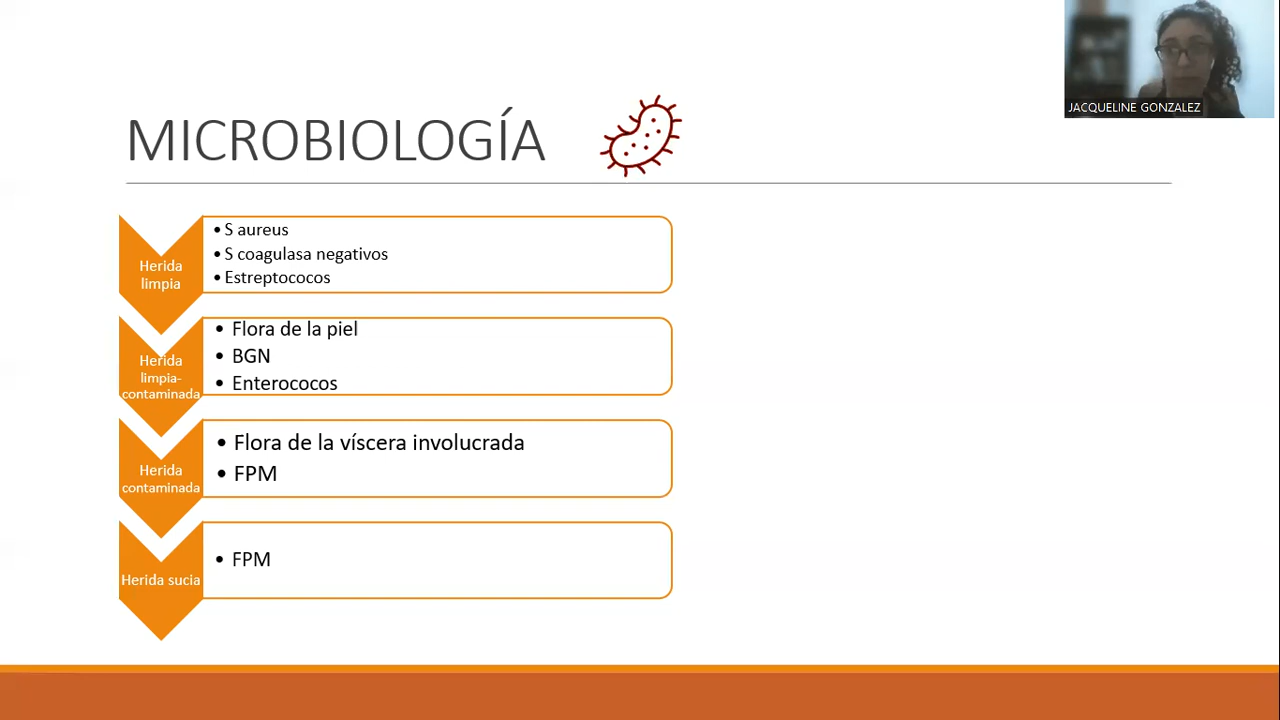 JACQUELINE GONZALEZ
MICROBIOLOGÍA
Herida
limpia
• S aureus
• S coagulasa negativos
• Estreptococos
Herida
limpia-
contaminada
• Flora de la piel
• BGN
• Enterococos
Herida
contaminada
• Flora de la víscera involucrada
• FPM
Herida sucia
• FPM